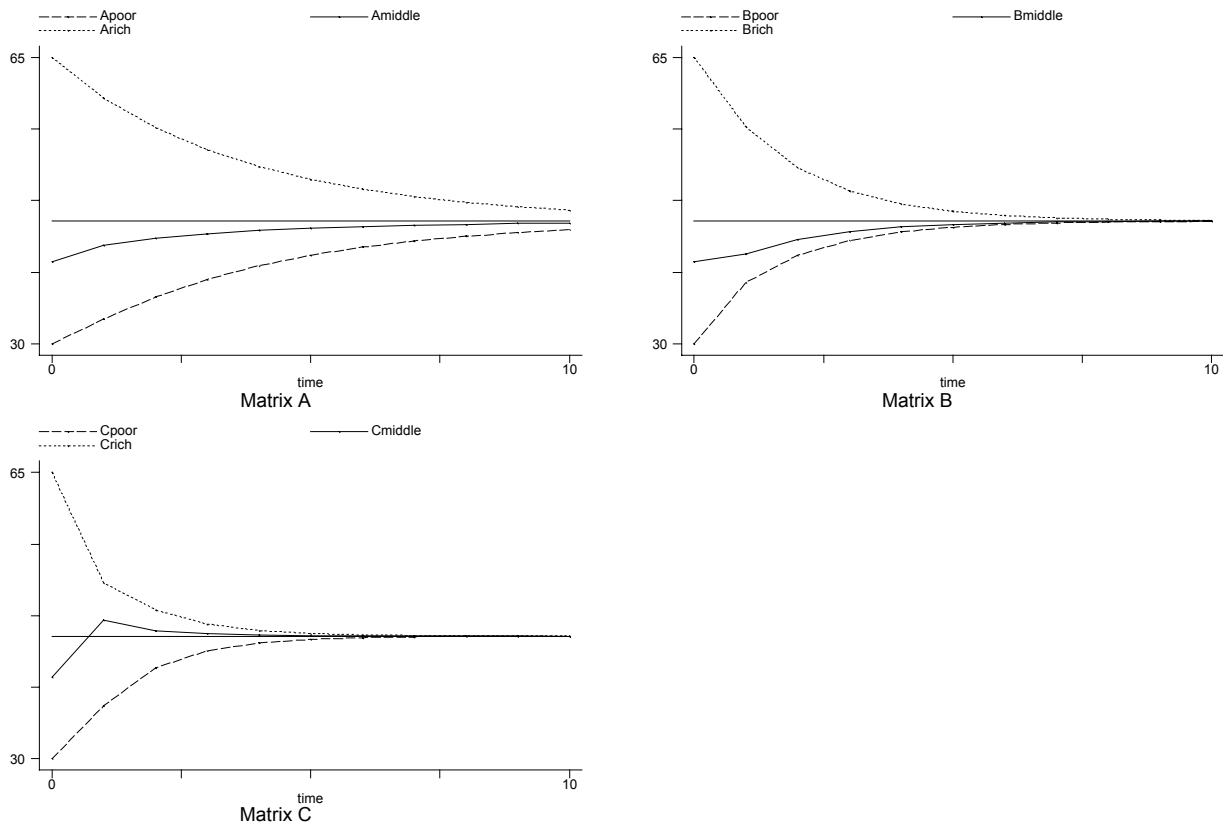 Apoor Amiddle
Arich
65
30
0 10
time
Matrix A
Bpoor Bmiddle
Brich
65
30
0 10
time
Matrix B
Cpoor Cmiddle
Crich
65
30
0 10
time
Matrix C